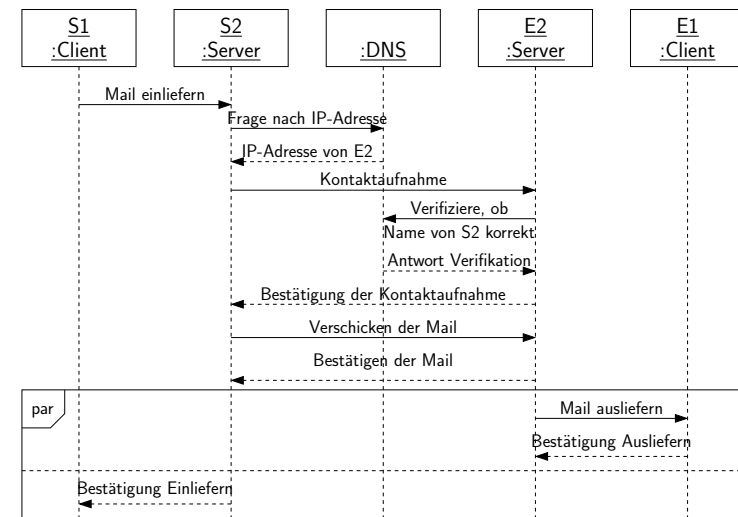 S1
:Client
S2
:Server
:DNS
E2
:Server
E1
:Client
Mail einliefern
Frage nach IP-Adresse
IP-Adresse von E2
Kontaktaufnahme
Verifiziere, ob
Name von S2 korrekt
Antwort Verifikation
Bestätigung der Kontaktaufnahme
Verschicken der Mail
Bestätigen der Mail
par
Mail ausliefern
Bestätigung Ausliefern
Bestätigung Einliefern